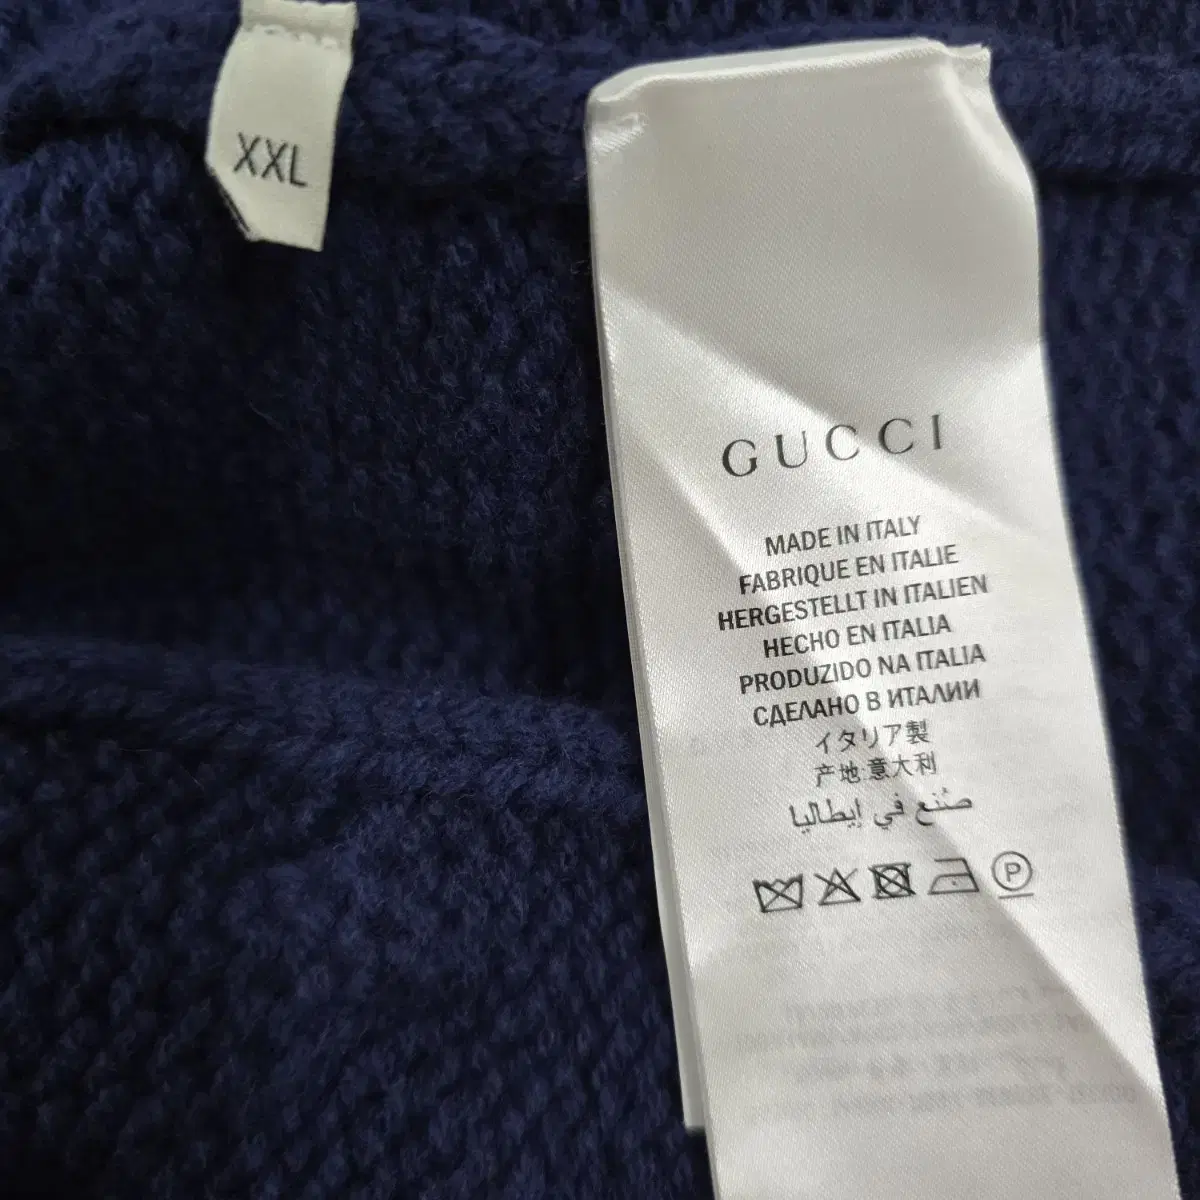 XXL
GUCCI
MADE IN ITALY
FABRIQUE EN ITALIE
HERGESTELLT IN ITALIEN
HECHO EN ITALIA
PRODUZIDO NA ITALIA
СДЕЛАНО В ИТАЛИИ
イタリア製
产地:意大利
صُنع في إيطاليا
P